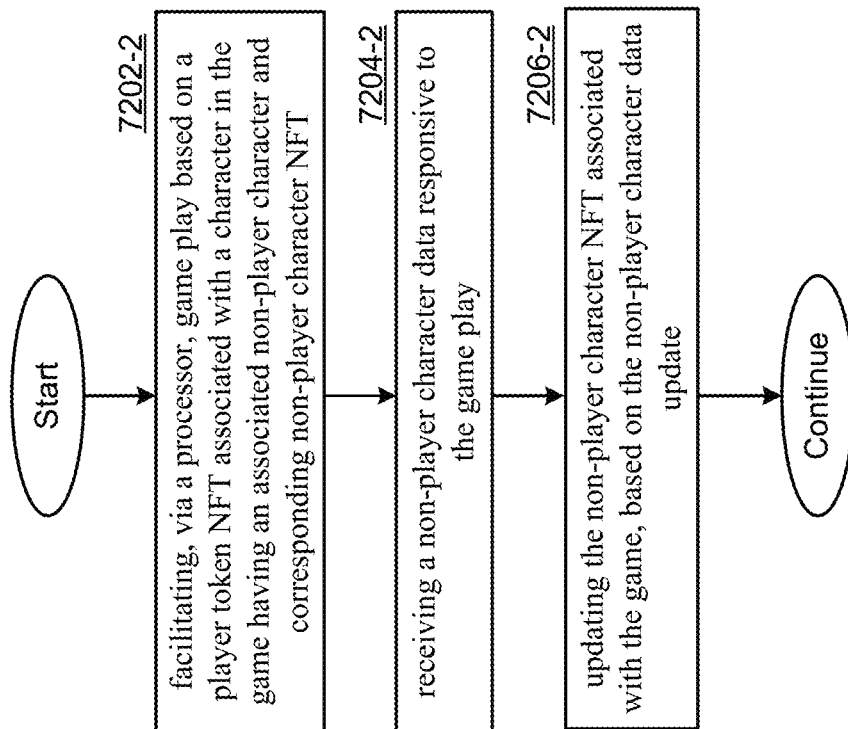 Start
7202-2
facilitating, via a processor, game play based on a
player token NFT associated with a character in the
game having an associated non-player character and
corresponding non-player character NFT
7204-2
receiving a non-player character data responsive to
the game play
7206-2
updating the non-player character NFT associated
with the game, based on the non-player character data
update
Continue